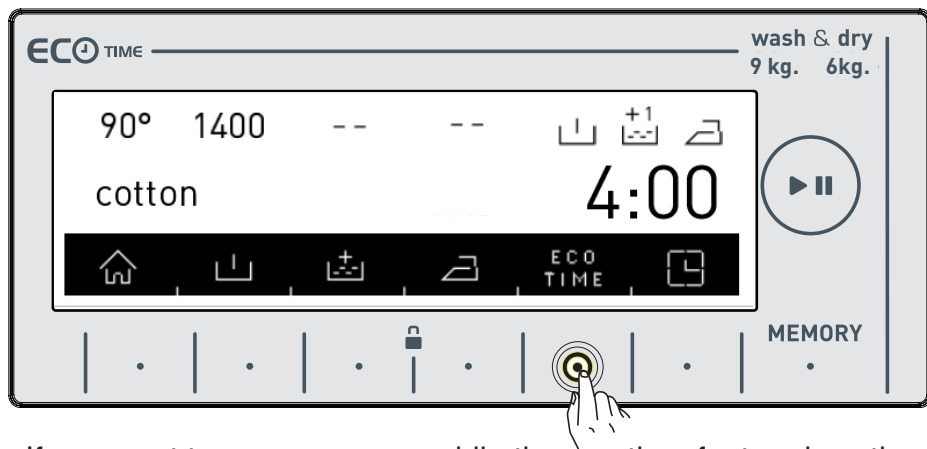 ECO TIME
wash & dry
9 kg. 6kg.
90° 1400 -- --
+1
cotton 4:00
ECO
TIME
MEMORY